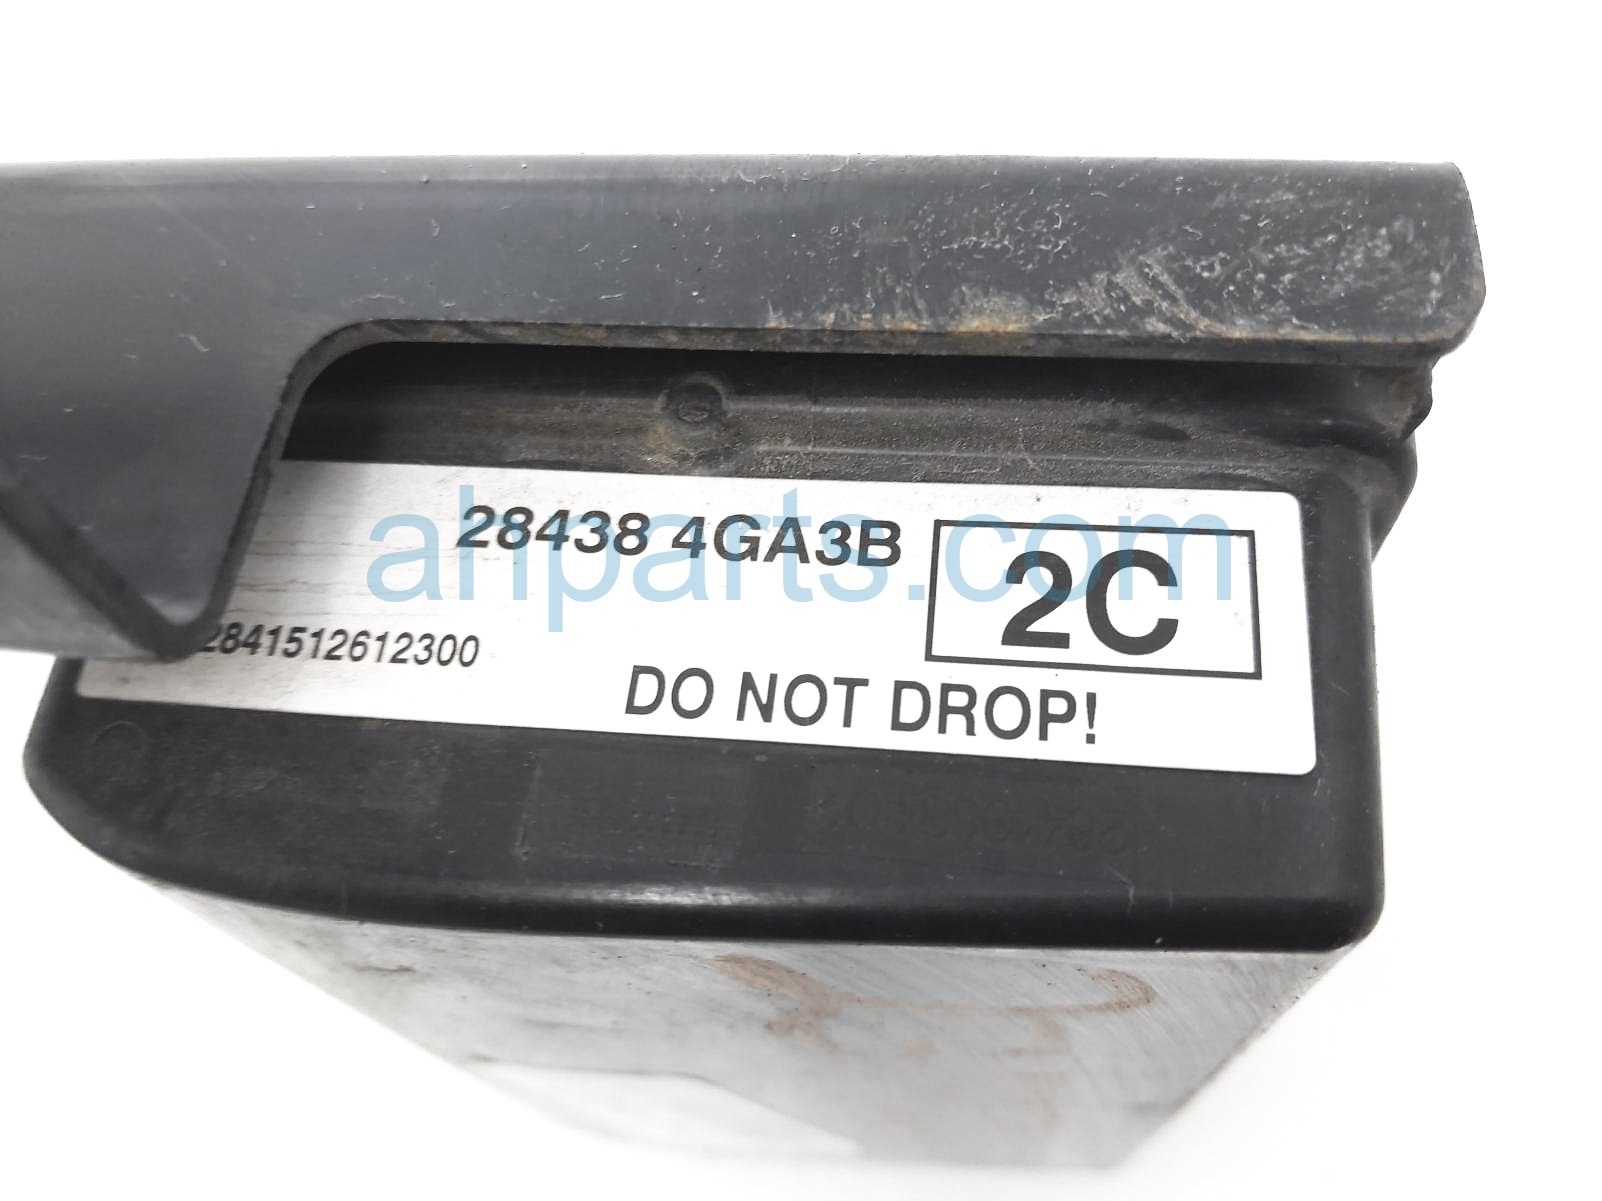 28438 4GA3B
2C
2841512612300
DO NOT DROP!
ahparts.com